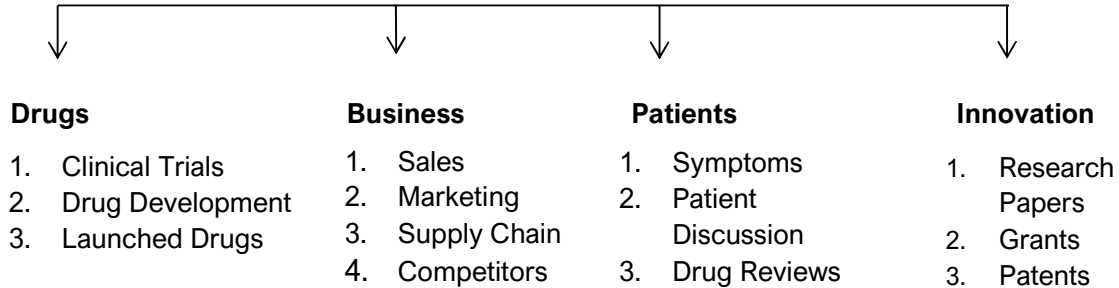 Drugs
1. Clinical Trials
2. Drug Development
3. Launched Drugs
Business
1. Sales
2. Marketing
3. Supply Chain
4. Competitors
Patients
1. Symptoms
2. Patient
Discussion
3. Drug Reviews
Innovation
1. Research
Papers
2. Grants
3. Patents